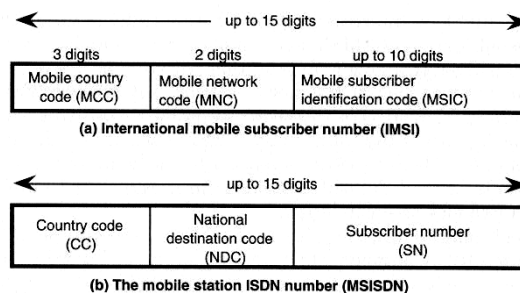 up to 15 digits
3 digits 2 digits up to 10 digits
Mobile country code (MCC)
Mobile network code (MNC)
Mobile subscriber identification code (MSIC)
(a) International mobile subscriber number (IMSI)
up to 15 digits
Country code (CC)
National destination code (NDC)
Subscriber number (SN)
(b) The mobile station ISDN number (MSISDN)